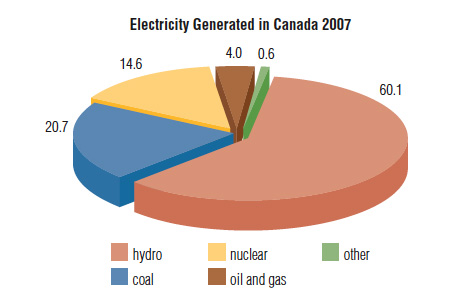 Electricity Generated in Canada 2007
4.0 0.6
14.6
60.1
20.7
hydro nuclear other
coal oil and gas